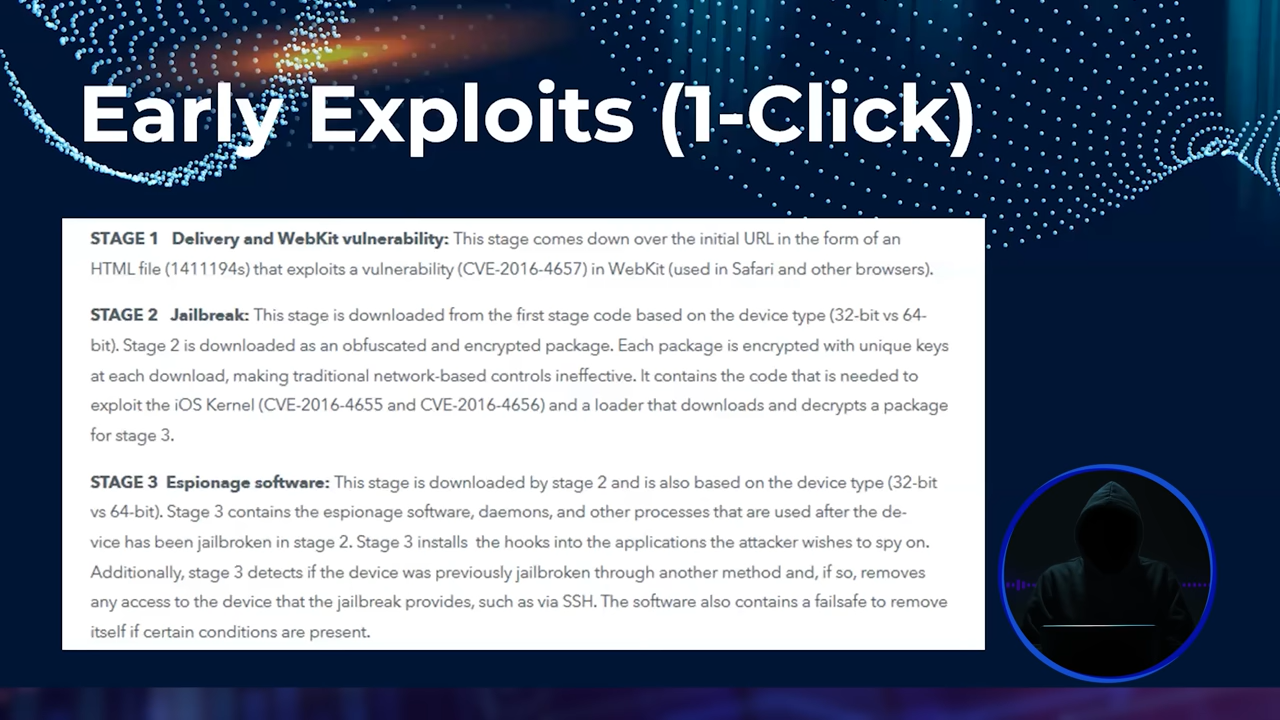 Early Exploits (1-Click)
STAGE 1 Delivery and WebKit vulnerability: This stage comes down over the initial URL in the form of an
HTML file (1411194s) that exploits a vulnerability (CVE-2016-4657) in WebKit (used in Safari and other browsers).
STAGE 2 Jailbreak: This stage is downloaded from the first stage code based on the device type (32-bit vs 64-
bit). Stage 2 is downloaded as an obfuscated and encrypted package. Each package is encrypted with unique keys
at each download, making traditional network-based controls ineffective. It contains the code that is needed to
exploit the iOS Kernel (CVE-2016-4655 and CVE-2016-4656) and a loader that downloads and decrypts a package
for stage 3.
STAGE 3 Espionage software: This stage is downloaded by stage 2 and is also based on the device type (32-bit
vs 64-bit). Stage 3 contains the espionage software, daemons, and other processes that are used after the de-
vice has been jailbroken in stage 2. Stage 3 installs the hooks into the applications the attacker wishes to spy on.
Additionally, stage 3 detects if the device was previously jailbroken through another method and, if so, removes
any access to the device that the jailbreak provides, such as via SSH. The software also contains a failsafe to remove
itself if certain conditions are present.